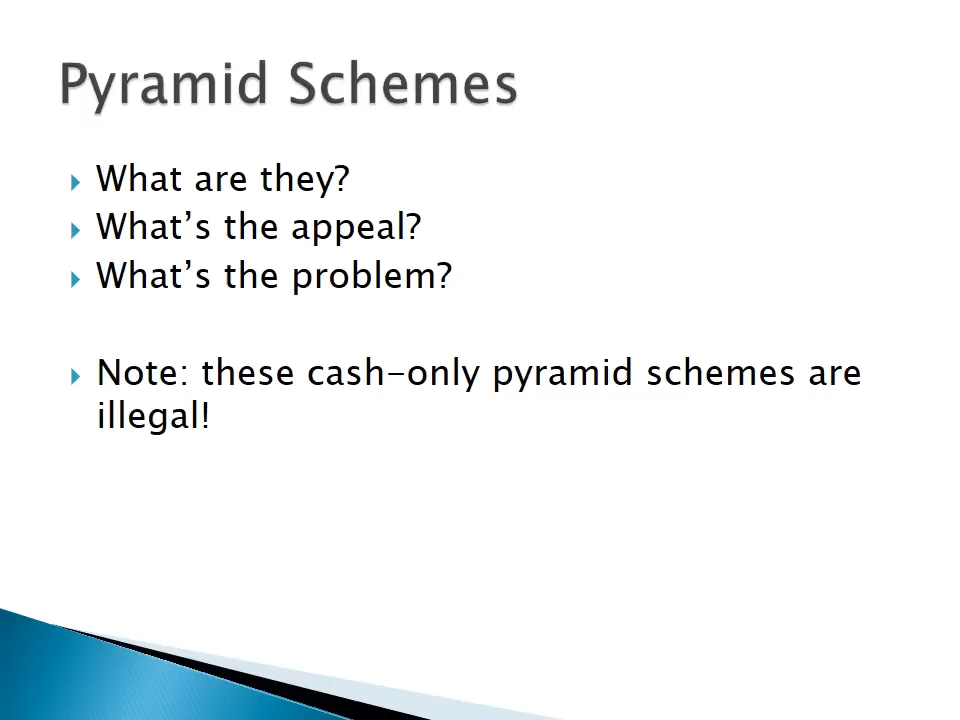 Pyramid Schemes
What are they?
What’s the appeal?
What’s the problem?
Note: these cash-only pyramid schemes are
illegal!